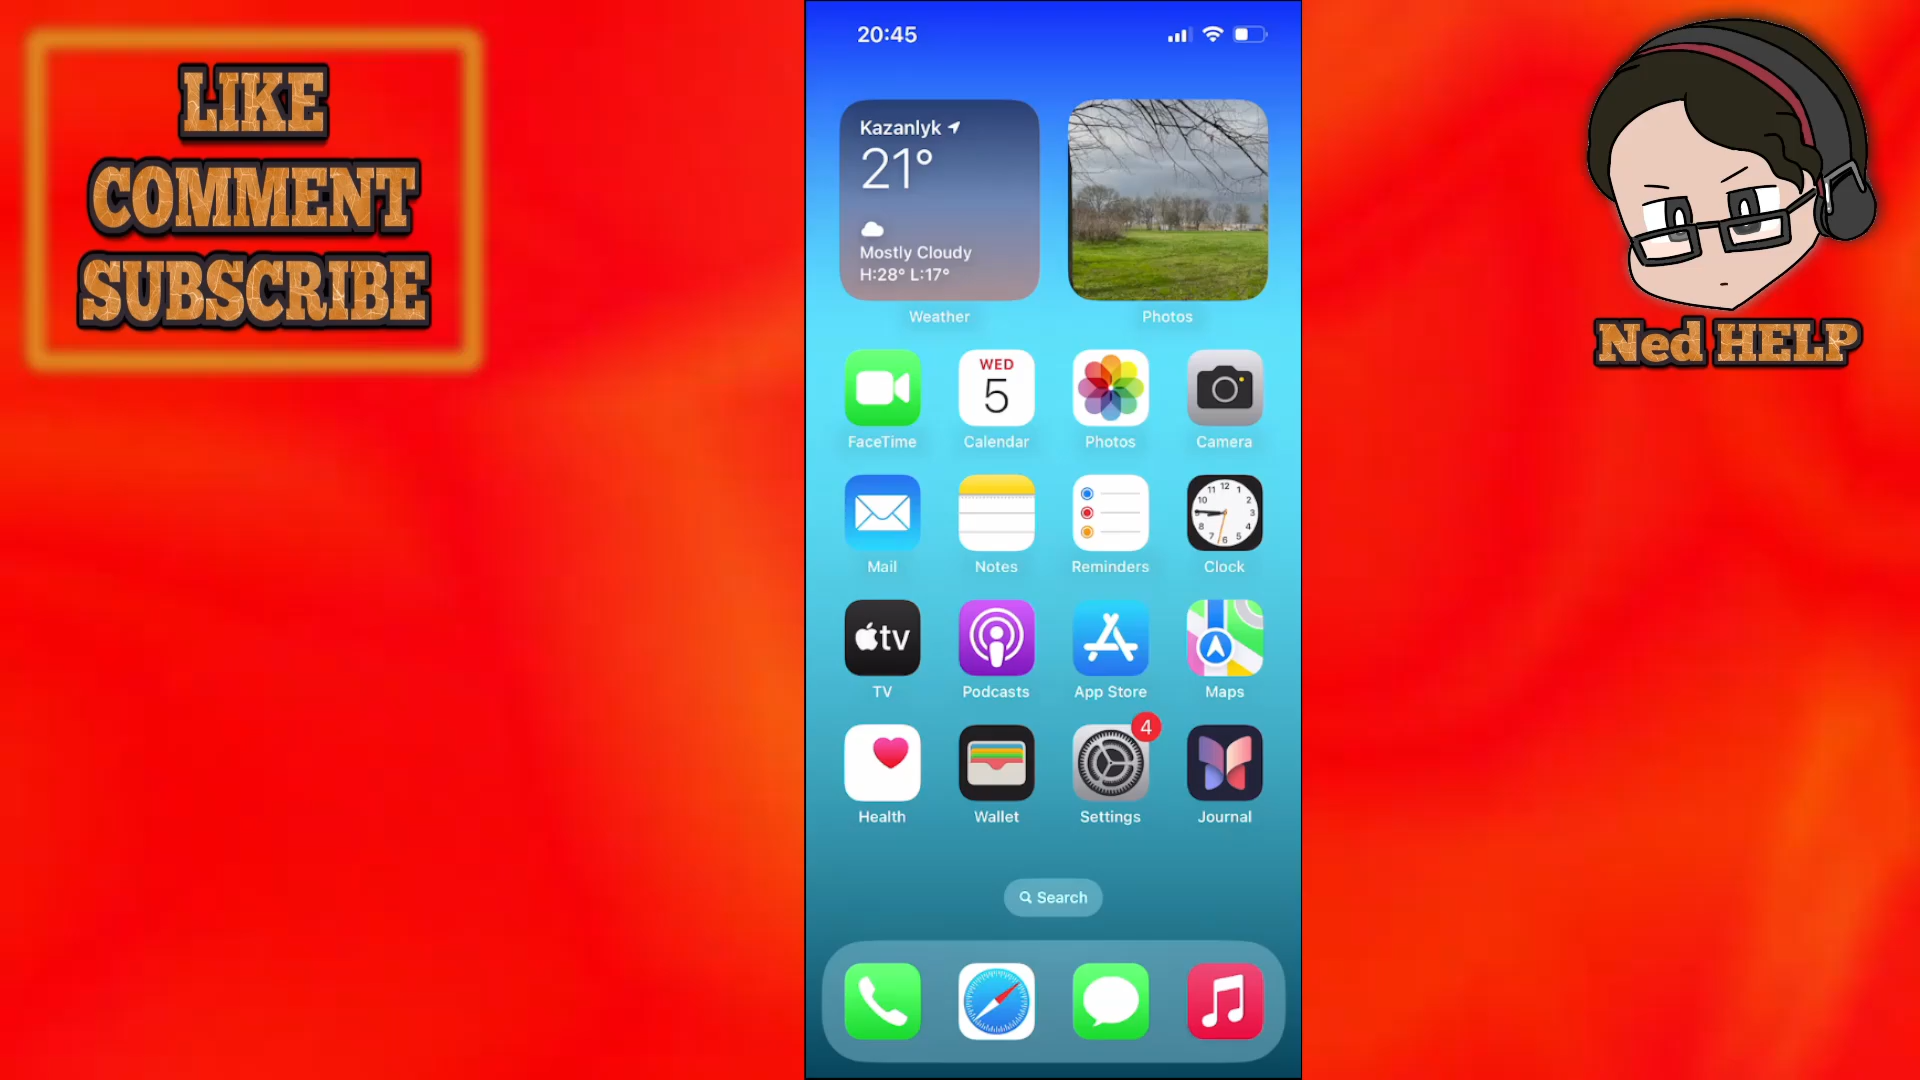 LIKE
COMMENT
SUBSCRIBE
20:45
Kazanlyk
21°
Mostly Cloudy
H:28° L:17°
Weather
Photos
WED
5
FaceTime
Calendar
Photos
Camera
Mail
Notes
Reminders
Clock
tv
TV
Podcasts
App Store
Maps
4
Health
Wallet
Settings
Journal
Search
Ned HELP